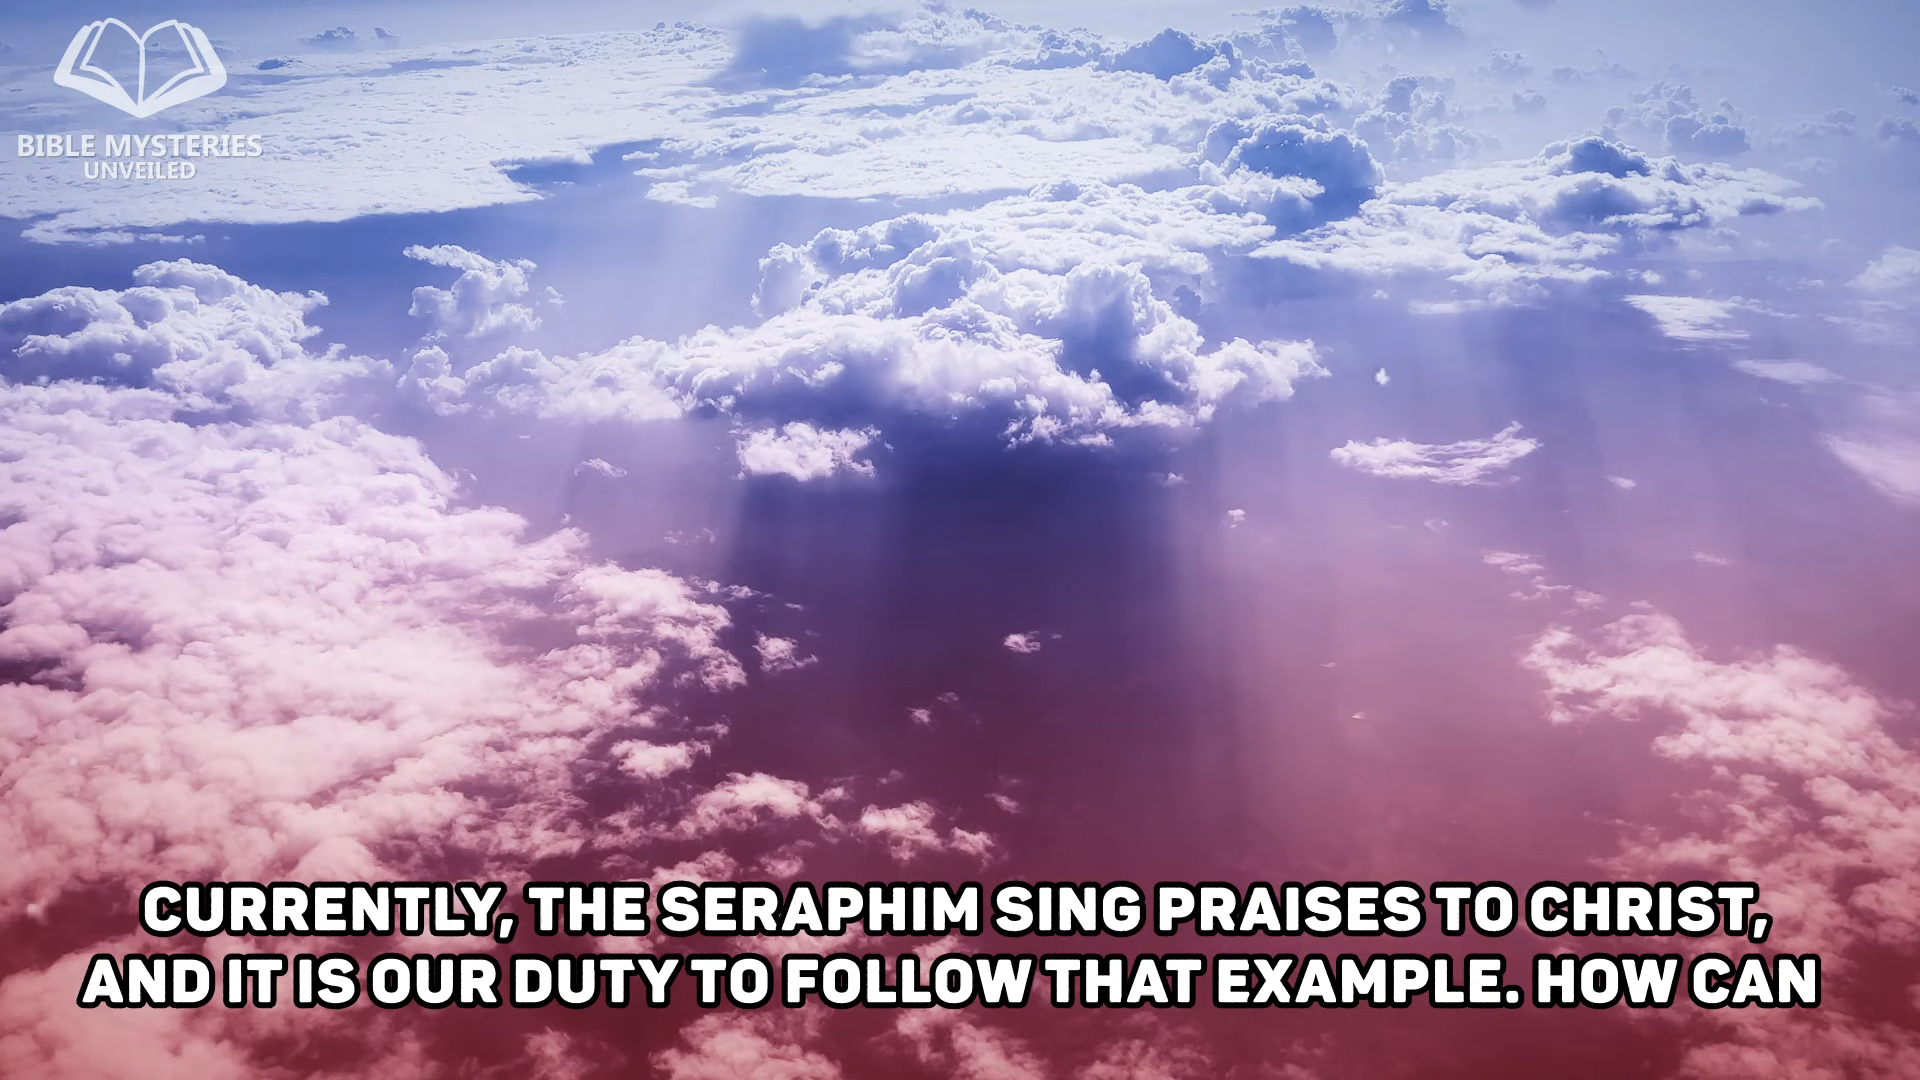 BIBLE MYSTERIES
UNVEILED
CURRENTLY, THE SERAPHIM SING PRAISES TO CHRIST,
AND IT IS OUR DUTY TO FOLLOW THAT EXAMPLE. HOW CAN